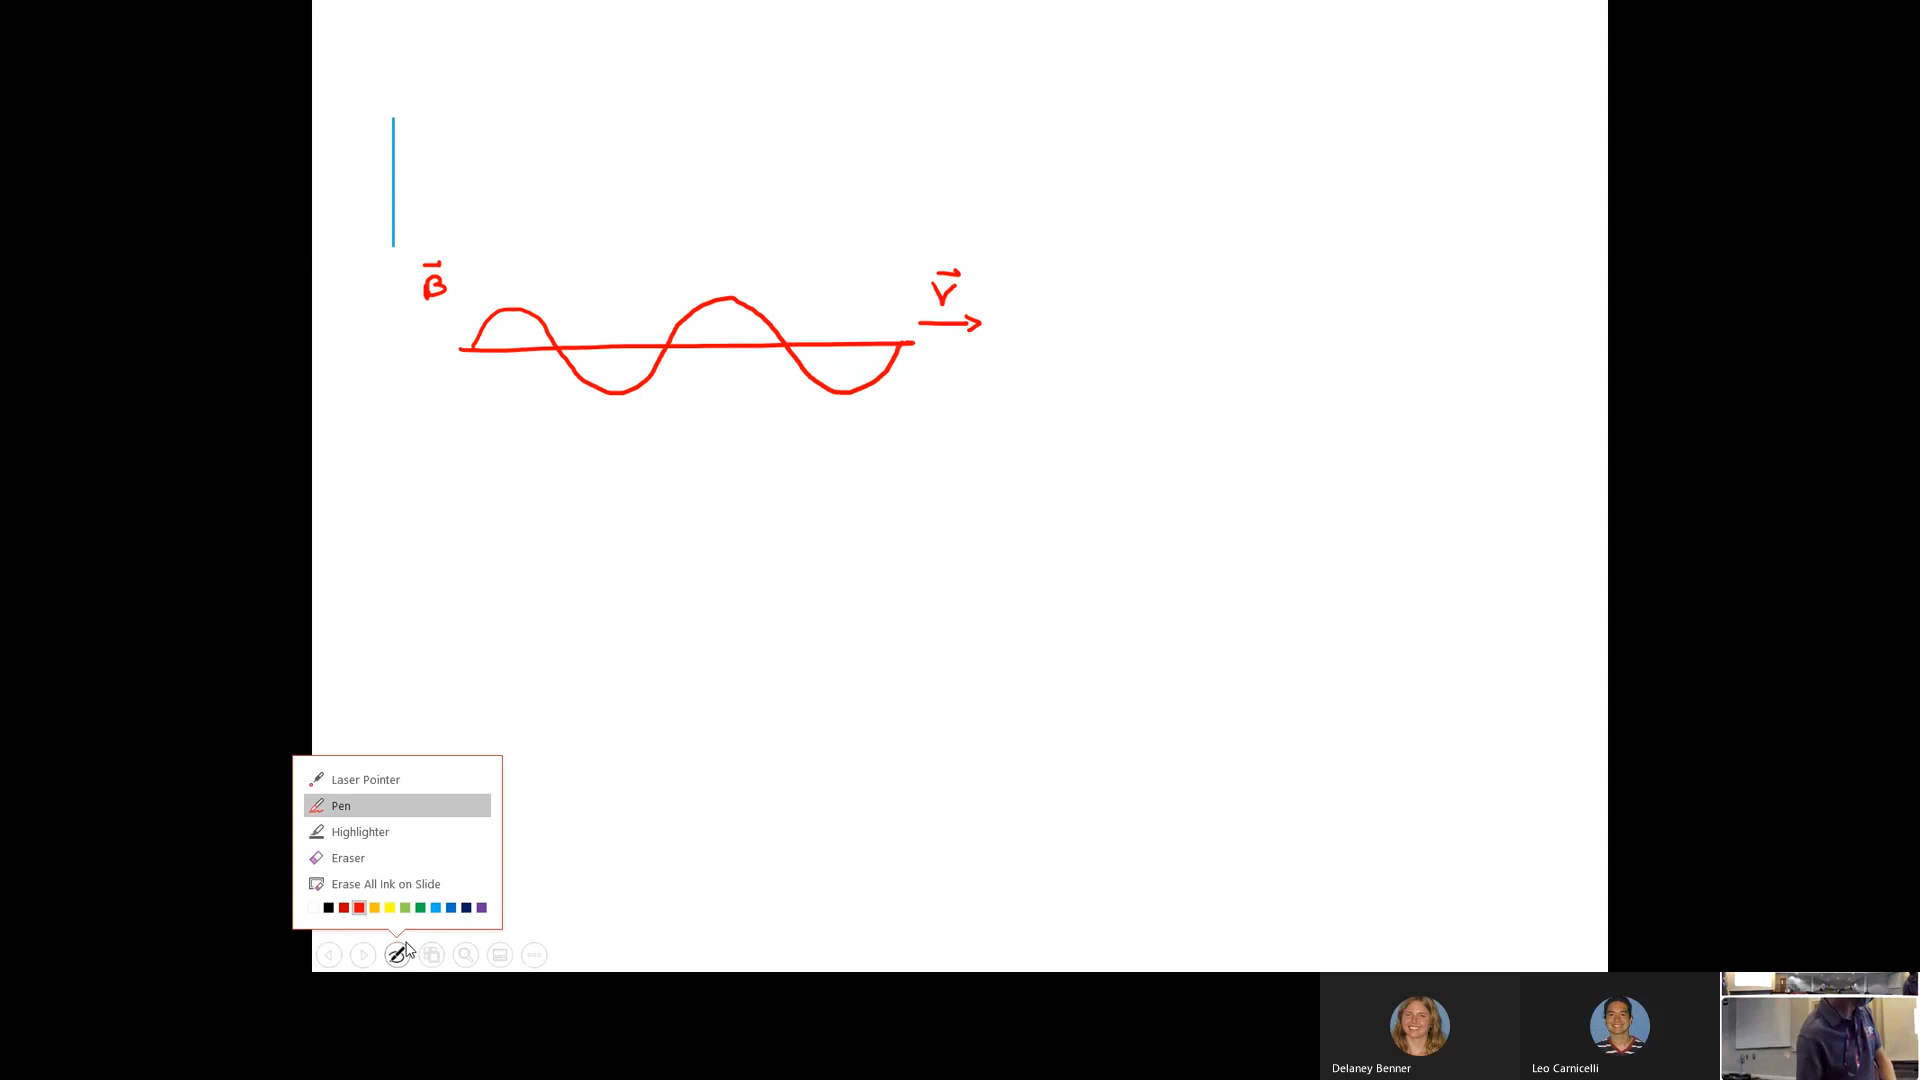 B
V
Laser Pointer
Pen
Highlighter
Eraser
Erase All Ink on Slide
Delaney Benner
Leo Carnicelli